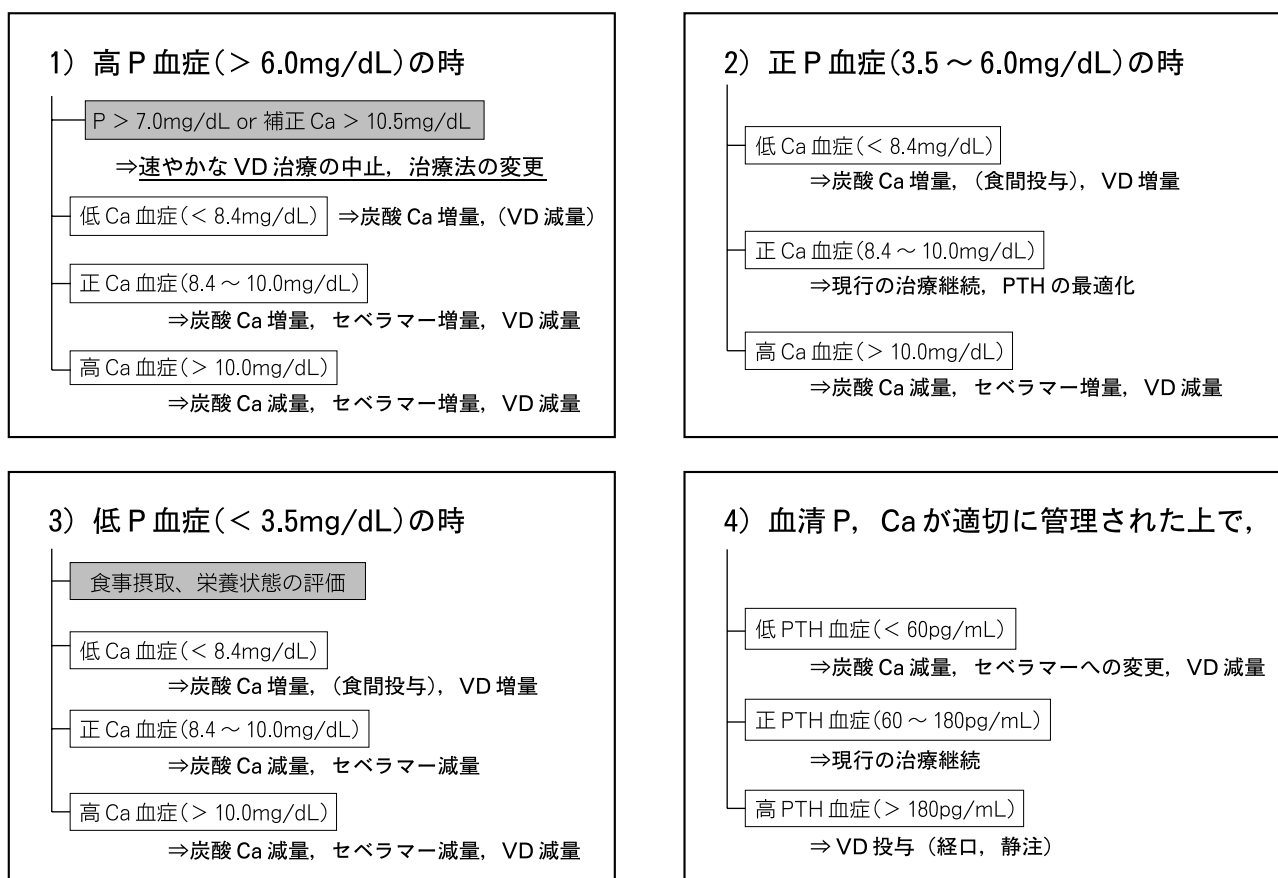 1）高P血症（＞6.0mg/dL）の時
P＞7.0mg/dL or 補正Ca＞10.5mg/dL
⇒速やかなVD治療の中止，治療法の変更
低Ca血症（＜8.4mg/dL） ⇒炭酸Ca増量，（VD減量）
正Ca血症（8.4～10.0mg/dL）
⇒炭酸Ca増量，セベラマー増量，VD減量
高Ca血症（＞10.0mg/dL）
⇒炭酸Ca減量，セベラマー増量，VD減量
2）正P血症（3.5～6.0mg/dL）の時
低Ca血症（＜8.4mg/dL）
⇒炭酸Ca増量，（食間投与），VD増量
正Ca血症（8.4～10.0mg/dL）
⇒現行の治療継続，PTHの最適化
高Ca血症（＞10.0mg/dL）
⇒炭酸Ca減量，セベラマー増量，VD減量
3）低P血症（＜3.5mg/dL）の時
食事摂取、栄養状態の評価
低Ca血症（＜8.4mg/dL）
⇒炭酸Ca増量，（食間投与），VD増量
正Ca血症（8.4～10.0mg/dL）
⇒炭酸Ca減量，セベラマー減量
高Ca血症（＞10.0mg/dL）
⇒炭酸Ca減量，セベラマー減量，VD減量
4）血清P，Caが適切に管理された上で，
低PTH血症（＜60pg/mL）
⇒炭酸Ca減量，セベラマーへの変更，VD減量
正PTH血症（60～180pg/mL）
⇒現行の治療継続
高PTH血症（＞180pg/mL）
⇒VD投与（経口，静注）